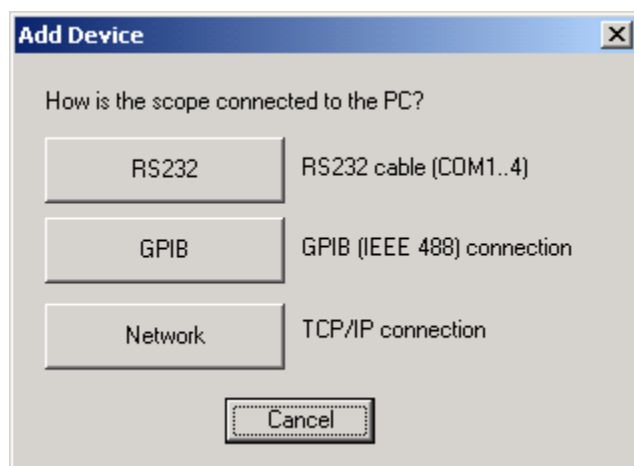 Add Device
How is the scope connected to the PC?
RS232 RS232 cable (COM1..4)
GPIB GPIB (IEEE 488) connection
Network TCP/IP connection
Cancel